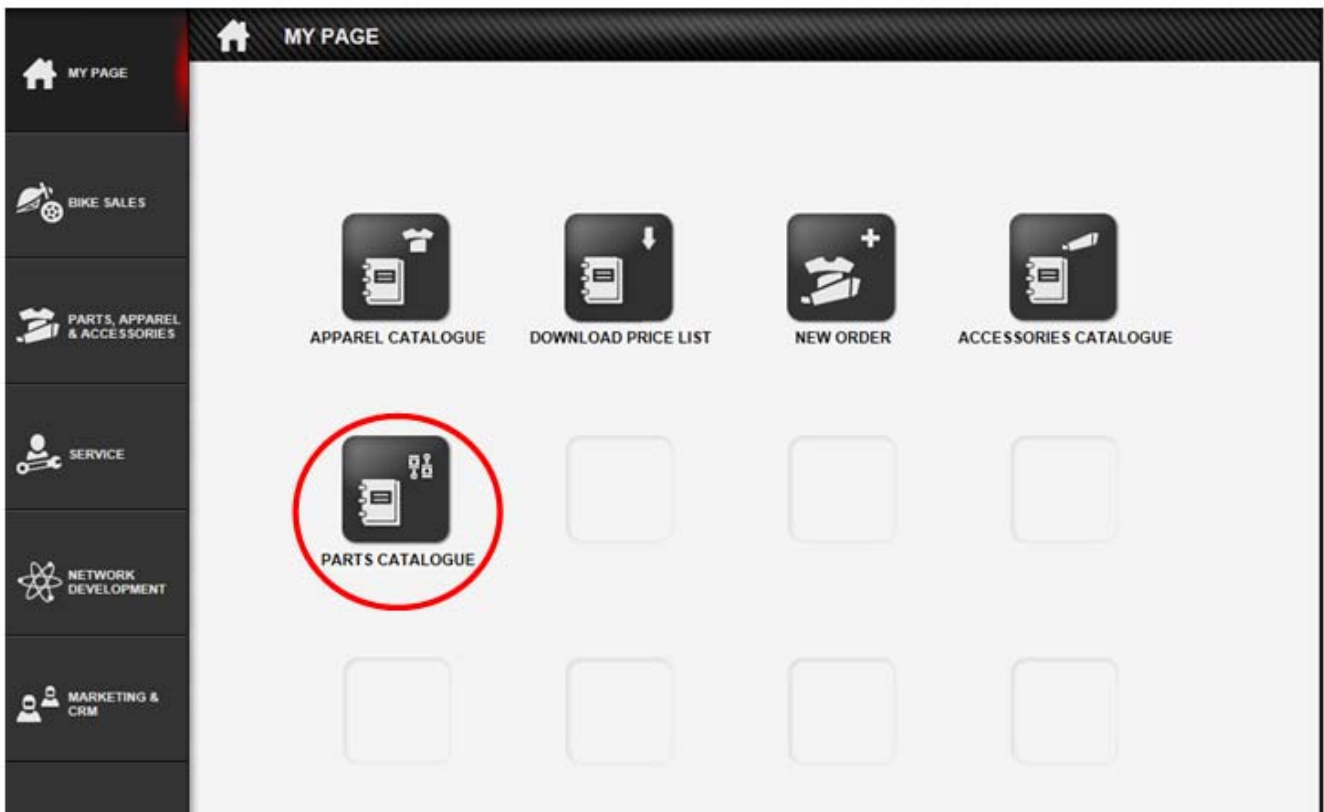 MY PAGE
MY PAGE
BIKE SALES
PARTS, APPAREL
& ACCESSORIES
SERVICE
NETWORK
DEVELOPMENT
MARKETING &
CRM
APPAREL CATALOGUE
DOWNLOAD PRICE LIST
NEW ORDER
ACCESSORIES CATALOGUE
PARTS CATALOGUE